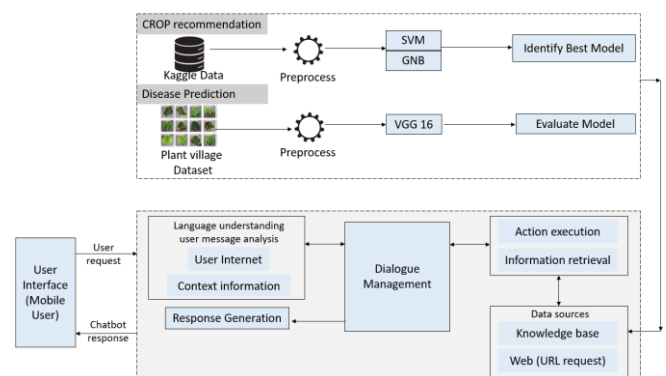 CROP recommendation
Kaggle Data
Preprocess
SVM
GNB
Identify Best Model
Disease Prediction
Plant village
Dataset
Preprocess
VGG 16
Evaluate Model
User
Interface
(Mobile
User)
User
request
Chatbot
response
Language understanding
user message analysis
User Internet
Context information
Response Generation
Dialogue
Management
Action execution
Information retrieval
Data sources
Knowledge base
Web (URL request)